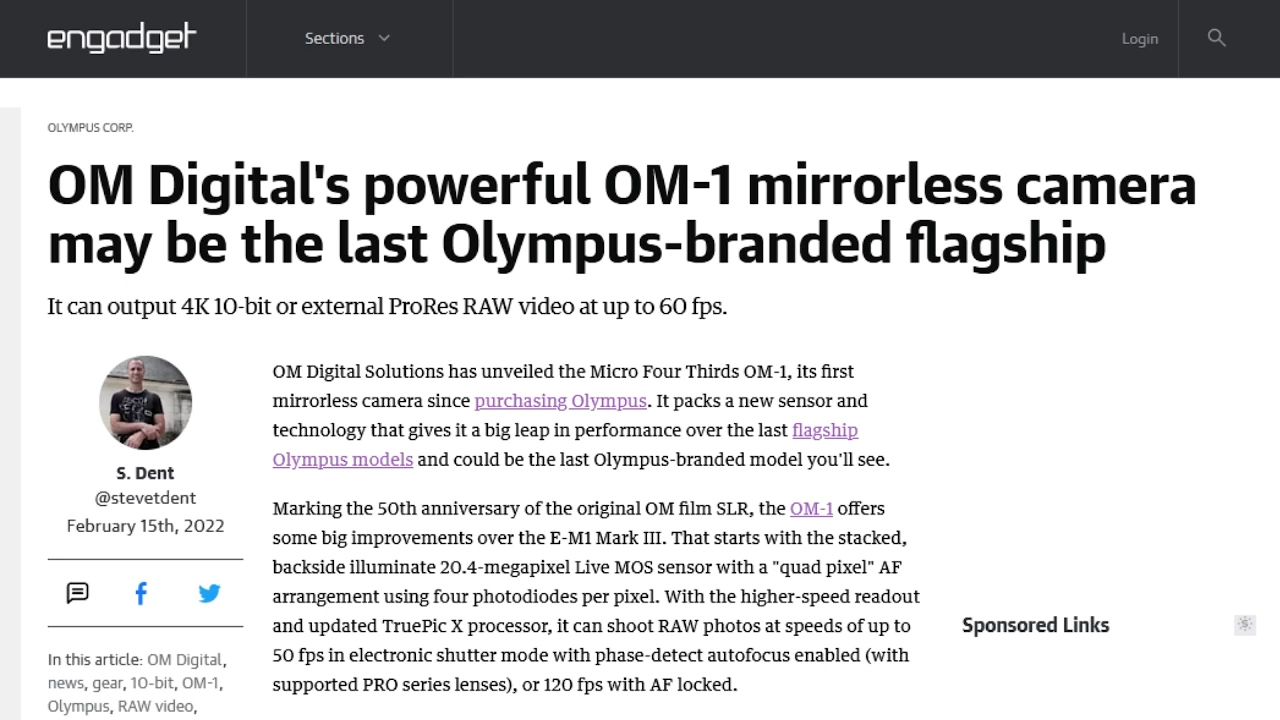 engadget
Sections
Login
OLYMPUS CORP.
OM Digital's powerful OM-1 mirrorless camera
may be the last Olympus-branded flagship
It can output 4K 10-bit or external ProRes RAW video at up to 60 fps.
S. Dent
@stevetdent
February 15th, 2022
In this article: OM Digital,
news, gear, 10-bit, OM-1,
Olympus, RAW video,
OM Digital Solutions has unveiled the Micro Four Thirds OM-1, its first
mirrorless camera since purchasing Olympus. It packs a new sensor and
technology that gives it a big leap in performance over the last flagship
Olympus models and could be the last Olympus-branded model you'll see.
Marking the 50th anniversary of the original OM film SLR, the OM-1 offers
some big improvements over the E-M1 Mark III. That starts with the stacked,
backside illuminate 20.4-megapixel Live MOS sensor with a "quad pixel" AF
arrangement using four photodiodes per pixel. With the higher-speed readout
and updated TruePic X processor, it can shoot RAW photos at speeds of up to
50 fps in electronic shutter mode with phase-detect autofocus enabled (with
supported PRO series lenses), or 120 fps with AF locked.
Sponsored Links